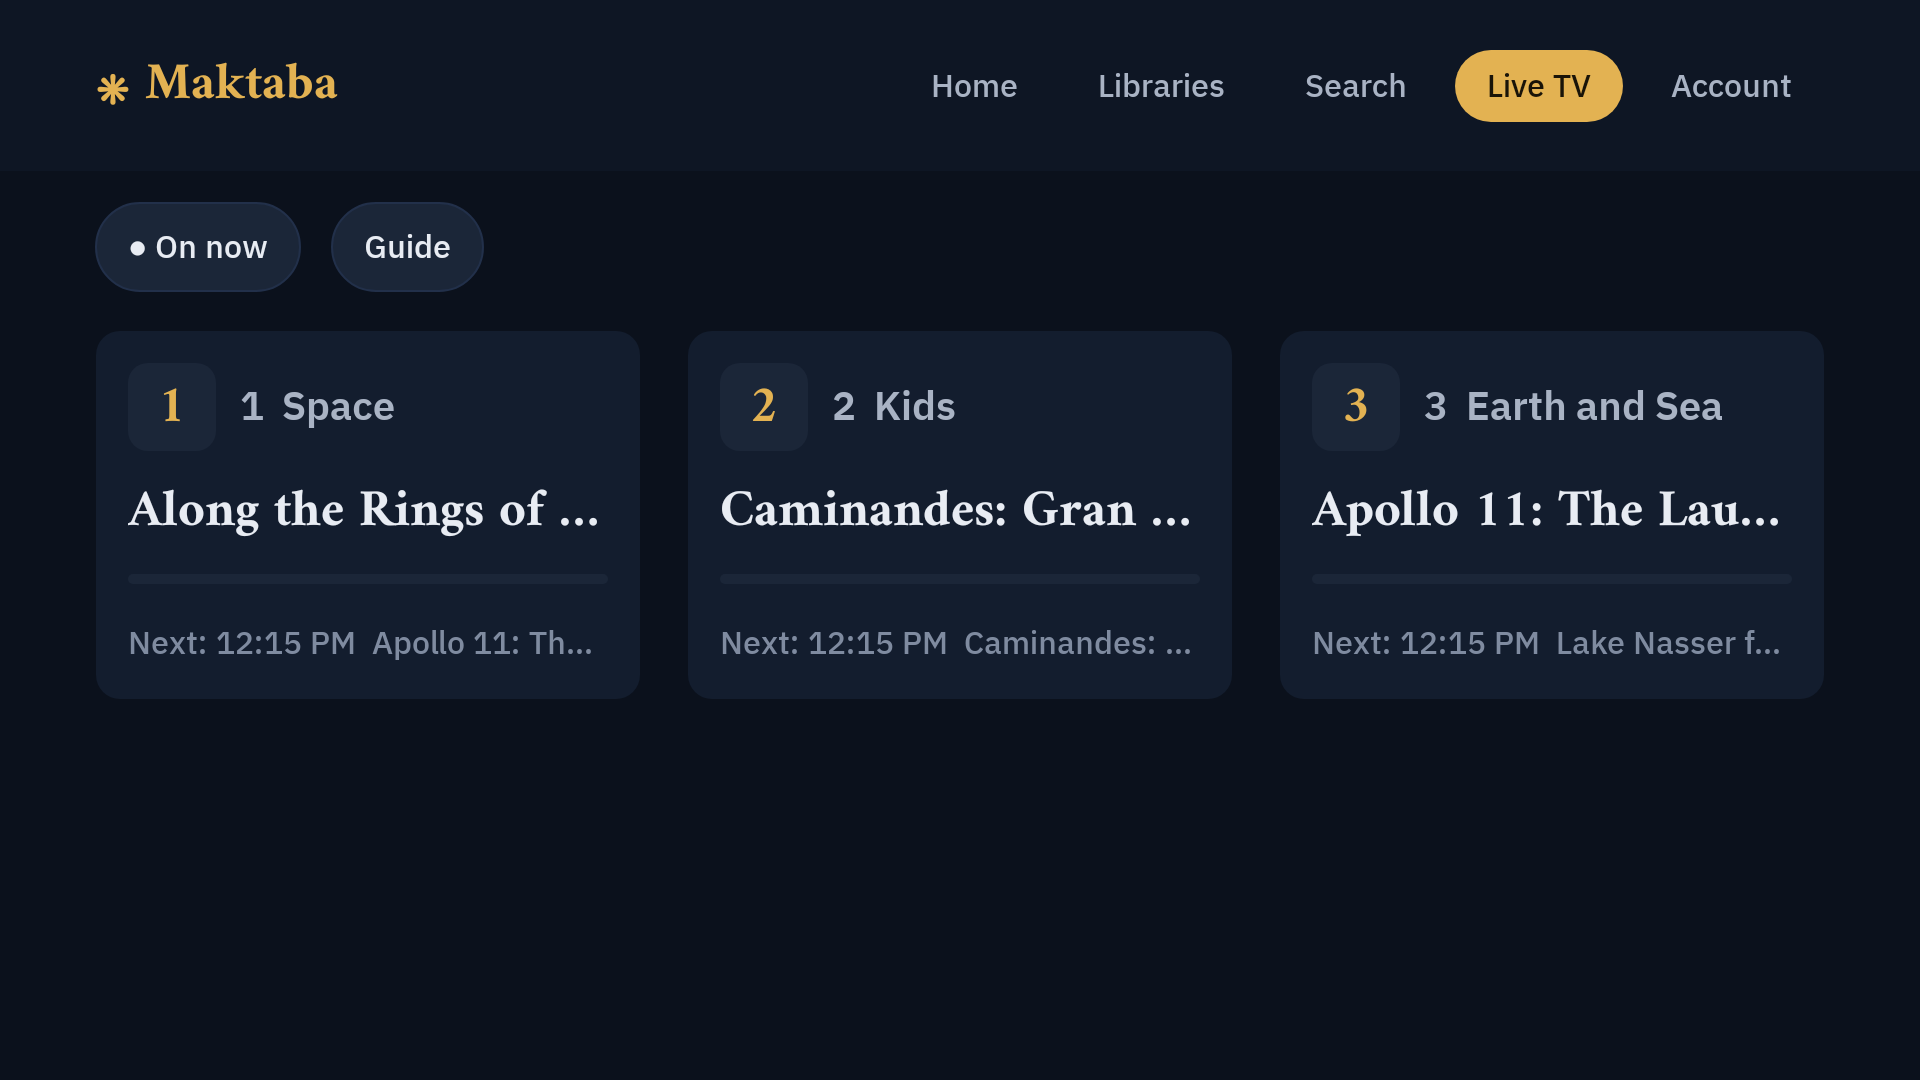 Maktaba
Home Libraries Search Live TV Account
● On now Guide
1 1 Space
Along the Rings of ...
Next: 12:15 PM Apollo 11: Th...
2 2 Kids
Caminandes: Gran ...
Next: 12:15 PM Caminandes: ...
3 3 Earth and Sea
Apollo 11: The Lau...
Next: 12:15 PM Lake Nasser f...